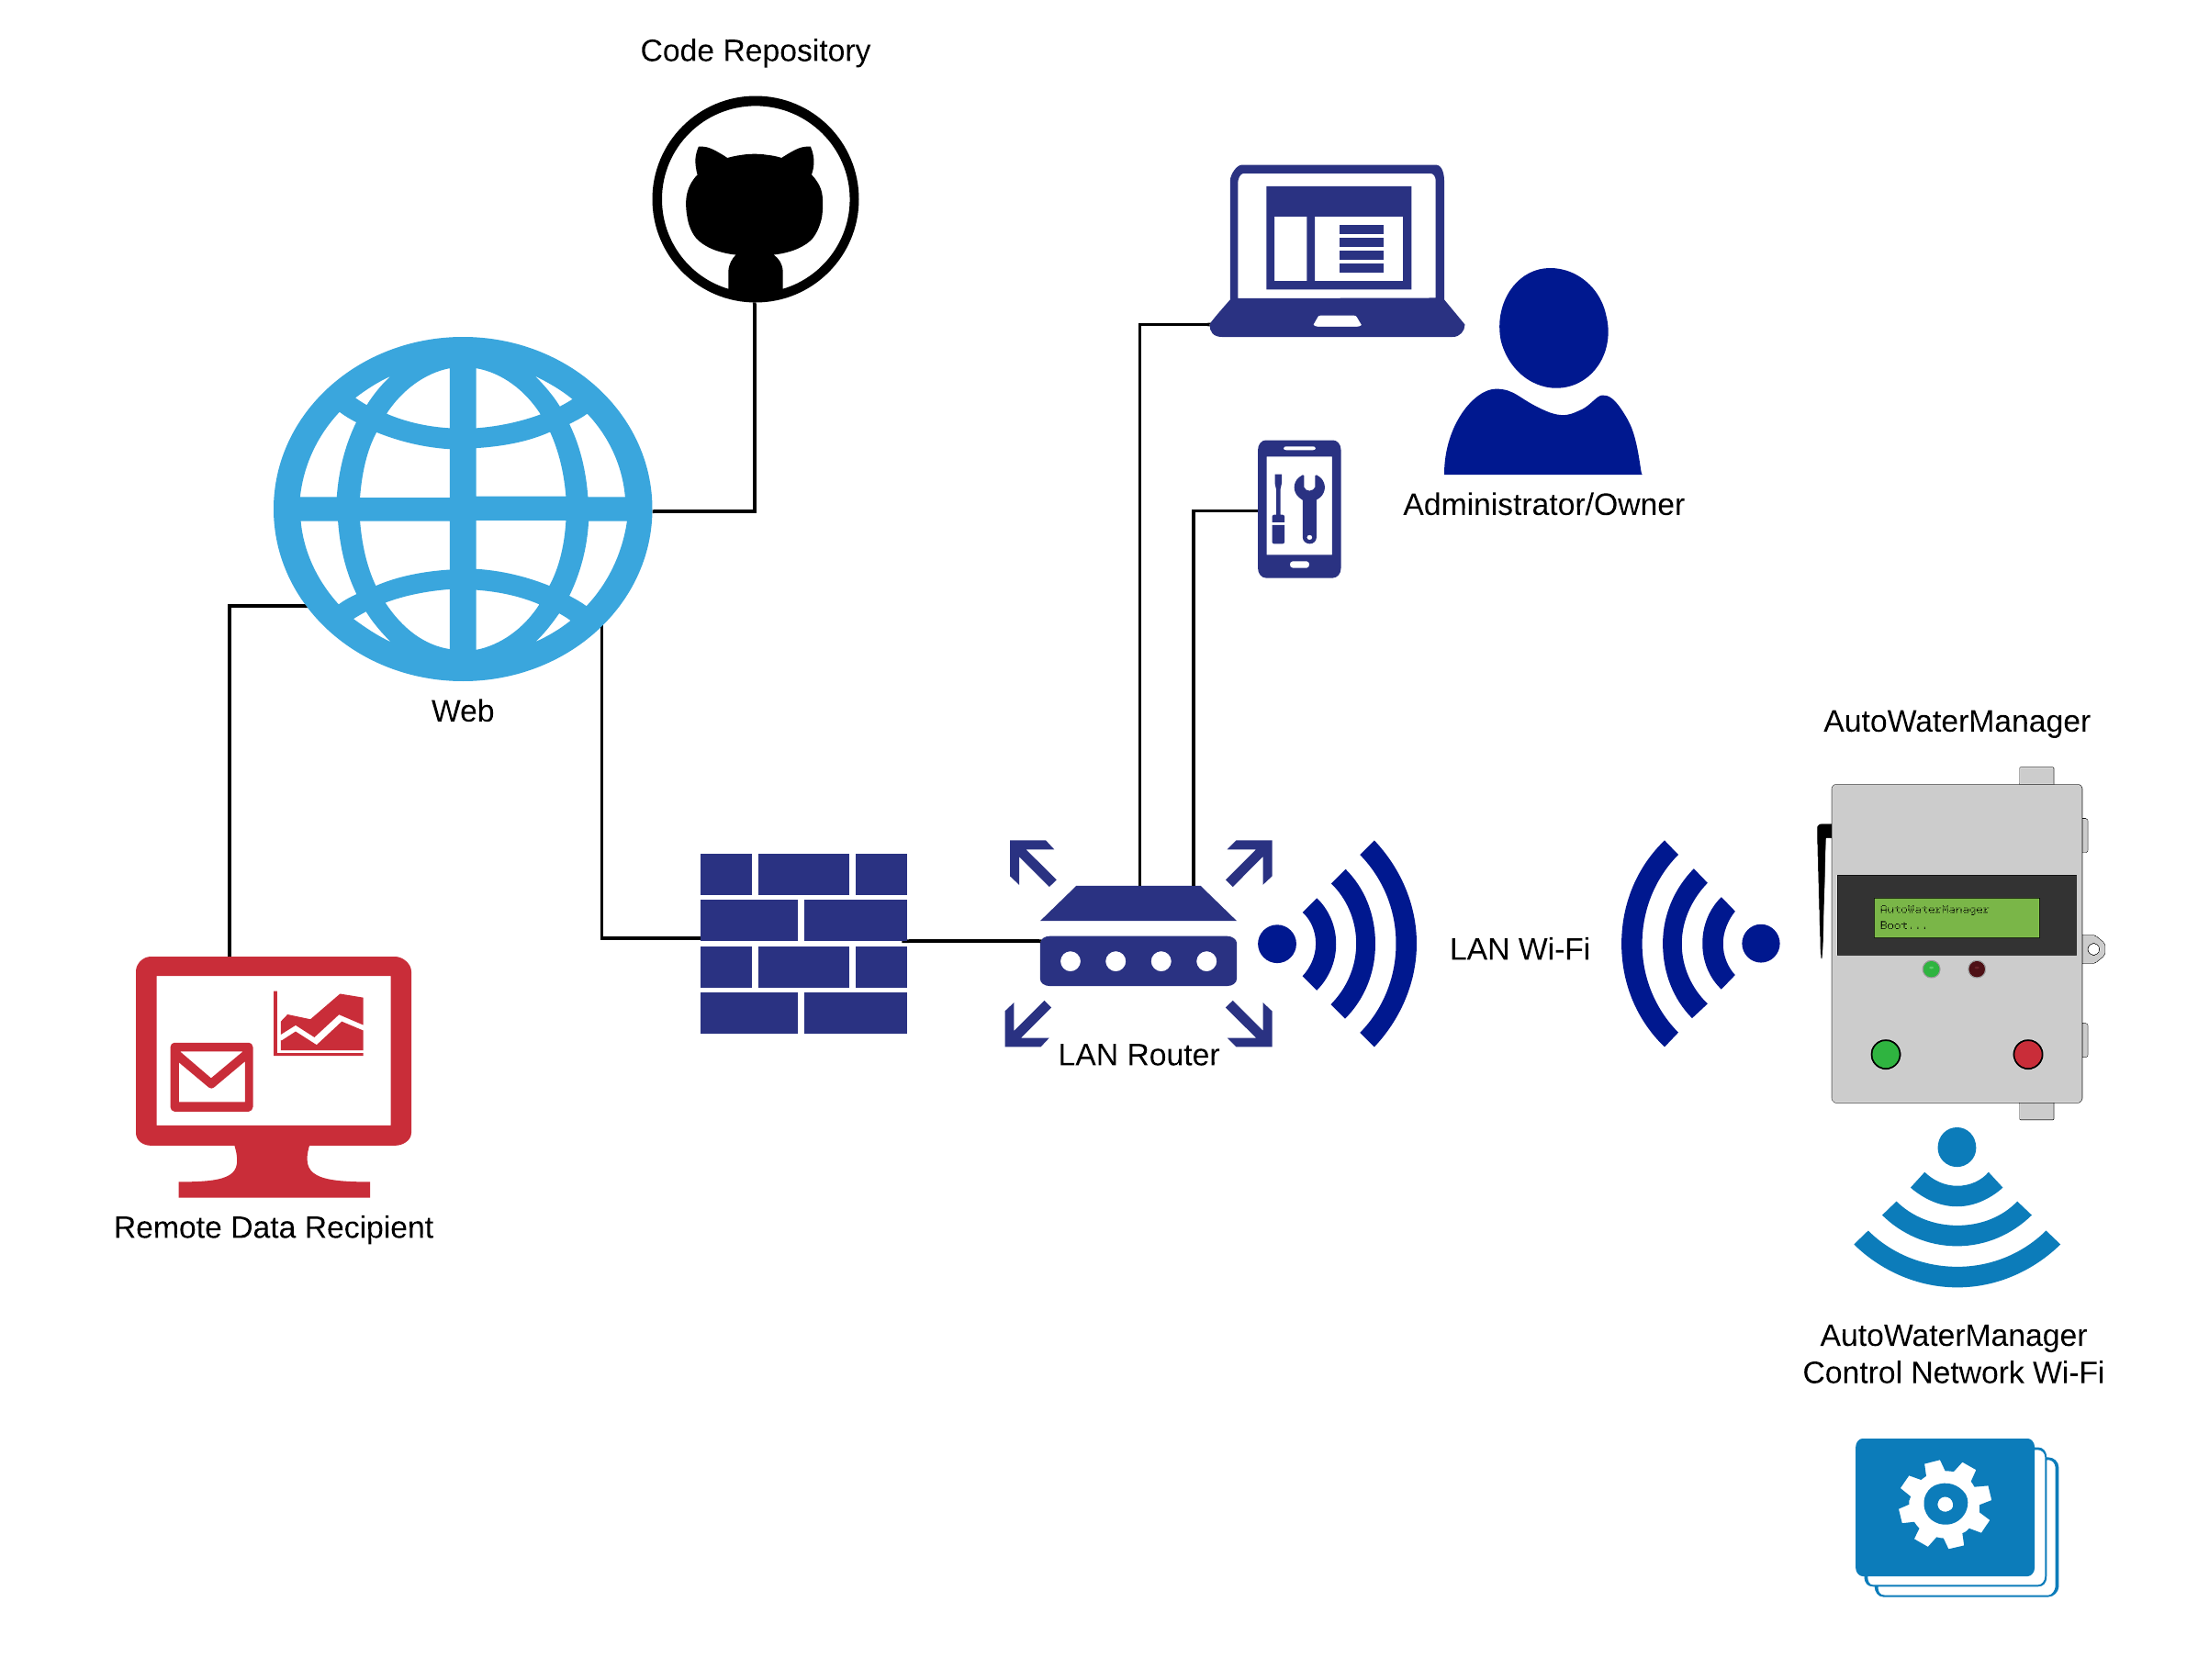 Code Repository
Administrator/Owner
Web
AutoWaterManager
AutoWaterManager
Boot...
LAN Wi-Fi
LAN Router
Remote Data Recipient
AutoWaterManager
Control Network Wi-Fi